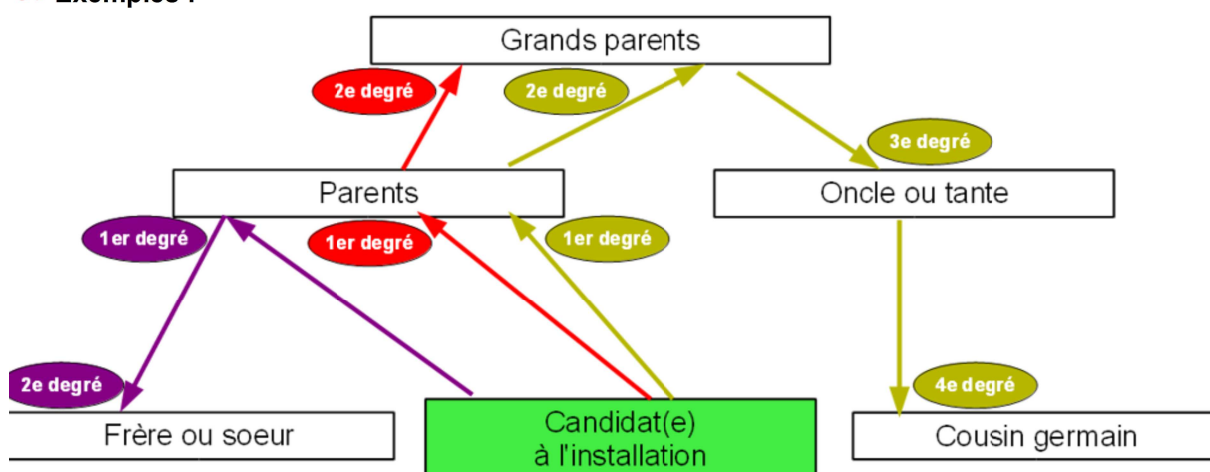 Exemples :
Grands parents
2e degré
2e degré
3e degré
Parents
Oncle ou tante
1er degré
1er degré
1er degré
2e degré
4e degré
Frère ou soeur
Candidat(e)
à l'installation
Cousin germain